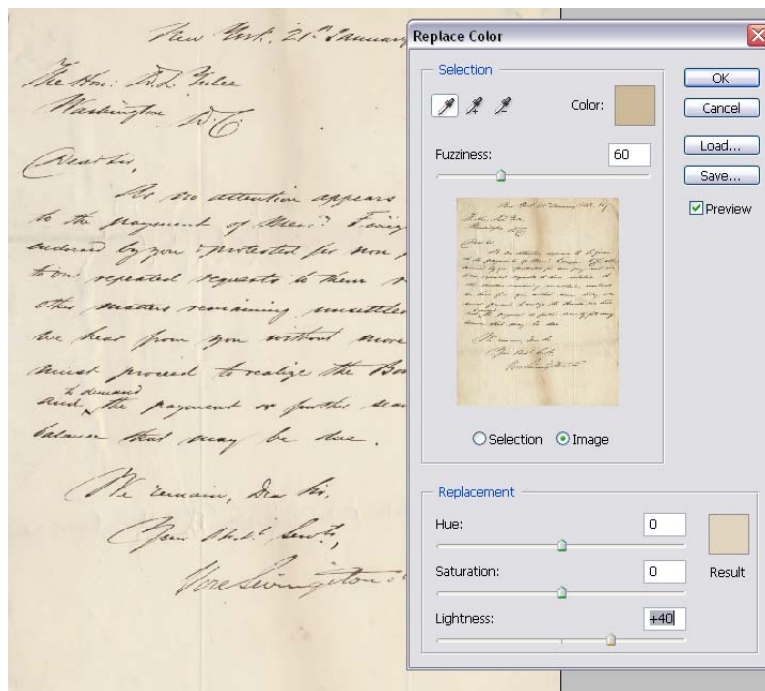 New York, 21st January
The Hon: D. L. Yulee
Washington
D.C.
Dear Sir,
As no attention appears
to the payment of
endorsed by you & protested for non
to our repeated requests to them
other matters remaining unsettled
we hear from you without more
must proceed to realize the
to demand
and the payment or further
balance that may be due.
We remain, Dear Sir,
Your Obdt Servts,
Livingston
Replace Color
Selection
Color:
Fuzziness: 60
Selection Image
Replacement
Hue: 0
Saturation: 0
Result
Lightness: +40
OK
Cancel
Load...
Save...
Preview